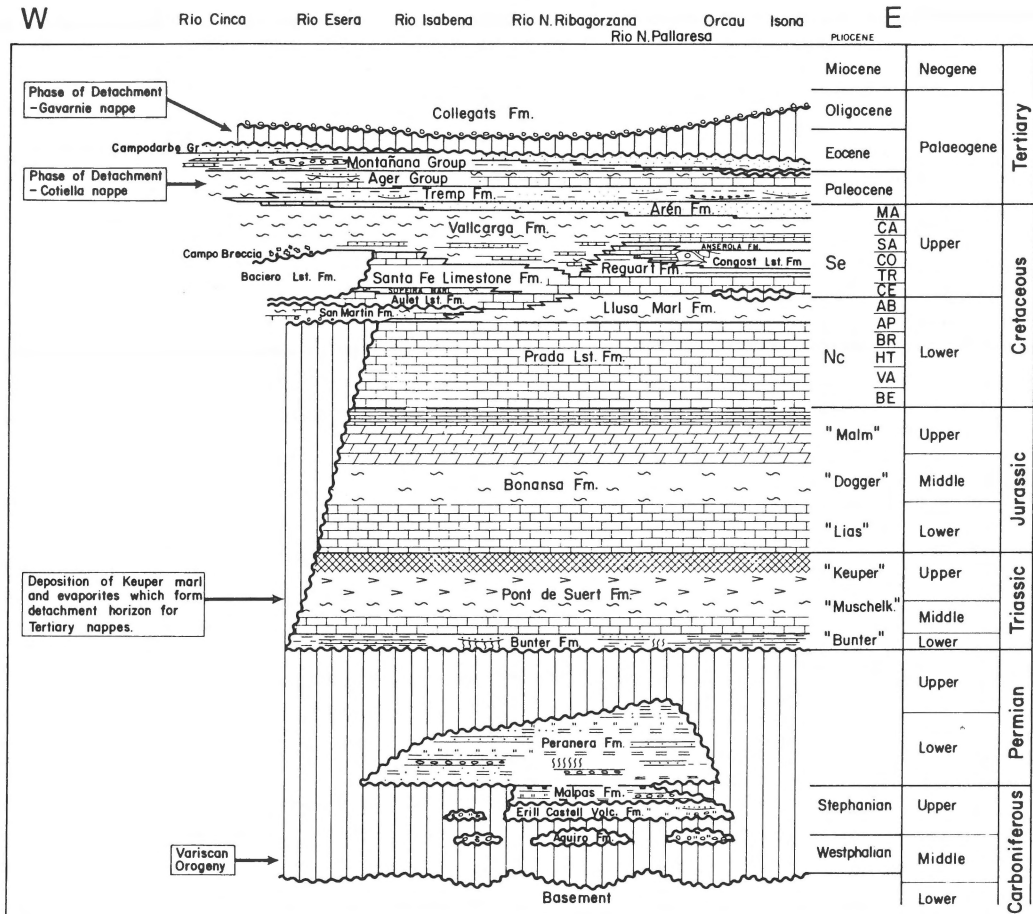 W
E
Rio Cinca
Rio Esera
Rio Isabena
Rio N. Ribagorzana
Rio N. Pallaresa
Orcau
Isona
PLIOCENE
Miocene
Neogene
Phase of Detachment
-Gavarnie nappe
Collegats Fm.
Oligocene
Palaeogene
Tertiary
Campodarbe Gr
Eocene
Montañana Group
Phase of Detachment
-Cotiella nappe
Ager Group
Tremp Fm.
Paleocene
Arén Fm.
MA
Vallcarga Fm.
CA
Upper
Cretaceous
SA
ANSEROLA FM.
Campo Breccia
Congost Lst. Fm
CO
Se
Baciero Lst. Fm.
Santa Fe Limestone Fm.
Reguart Fm.
TR
SOPEIRA MARL
CE
Aulet Lst. Fm.
San Martin Fm.
Llusa Marl Fm.
AB
AP
BR
Prada Lst. Fm.
Nc
HT
Lower
VA
BE
"Malm"
Upper
Jurassic
Bonansa Fm.
"Dogger"
Middle
"Lias"
Lower
Deposition of Keuper marl
and evaporites which form
detachment horizon for
Tertiary nappes.
"Keuper"
Upper
Triassic
Pont de Suert Fm.
"Muschelk."
Middle
Bunter Fm.
"Bunter"
Lower
Upper
Permian
Peranera Fm.
Lower
Malpas Fm.
Erill Castell Volc. Fm.
Stephanian
Upper
Carboniferous
Aguiro Fm.
Variscan
Orogeny
Westphalian
Middle
Basement
Lower